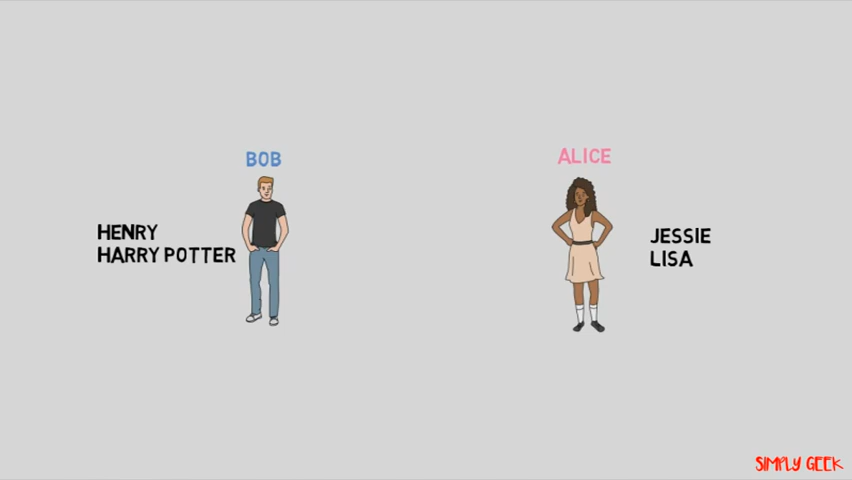 BOB
ALICE
HENRY
HARRY POTTER
JESSIE
LISA
SIMPLY GEEK